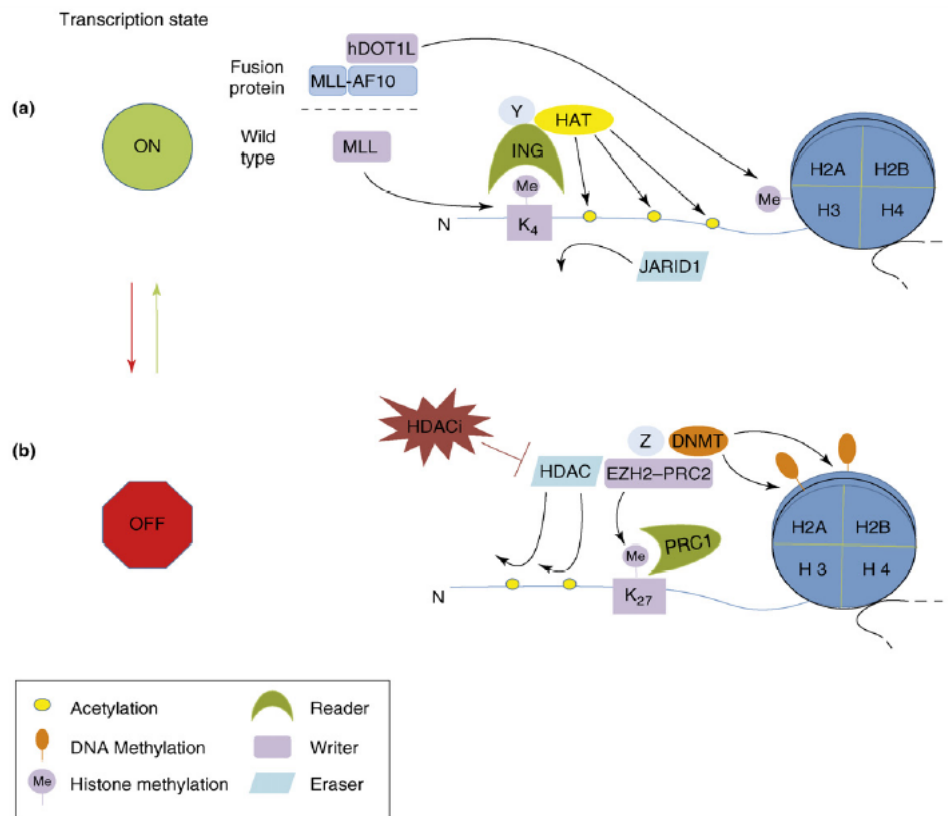 Transcription state
(a)
ON
Fusion
protein
hDOT1L
MLL-AF10
Wild
type
MLL
Y
HAT
ING
Me
K4
N
JARID1
Me
H2A
H2B
H3
H4
(b)
OFF
HDACi
HDAC
Z
DNMT
EZH2–PRC2
Me
PRC1
K27
N
H2A
H2B
H 3
H 4
Acetylation
Reader
DNA Methylation
Writer
Me
Histone methylation
Eraser